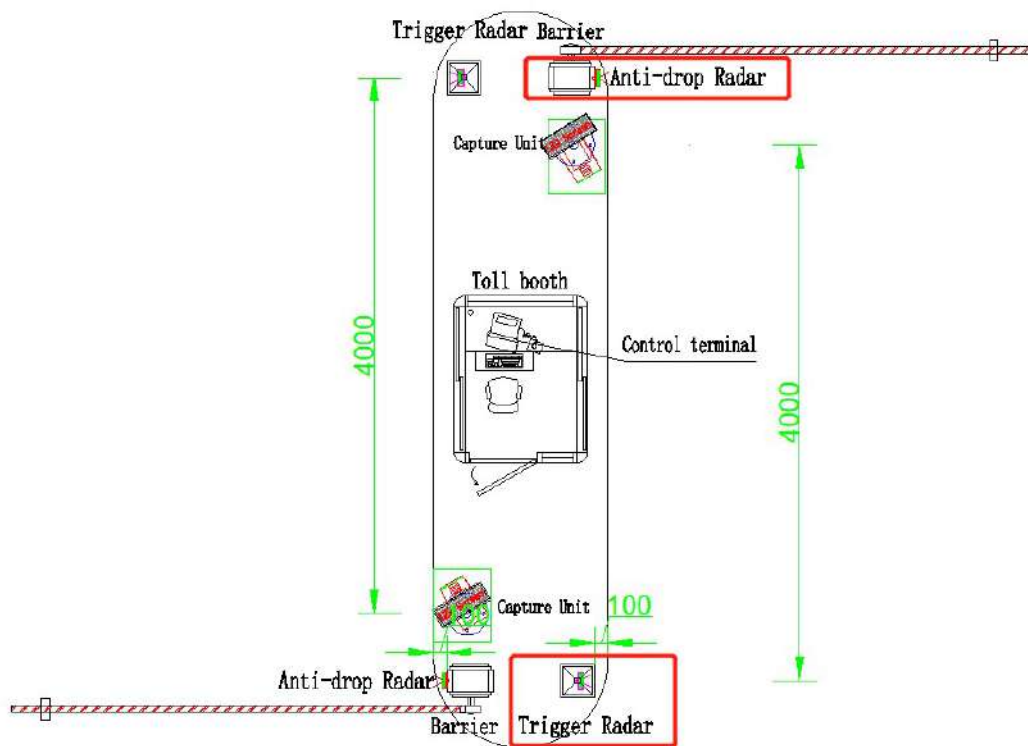 Trigger Radar Barrier
Anti-drop Radar
Capture Unit
Toll booth
Control terminal
4000
4000
Capture Unit
100
100
Anti-drop Radar
Barrier
Trigger Radar